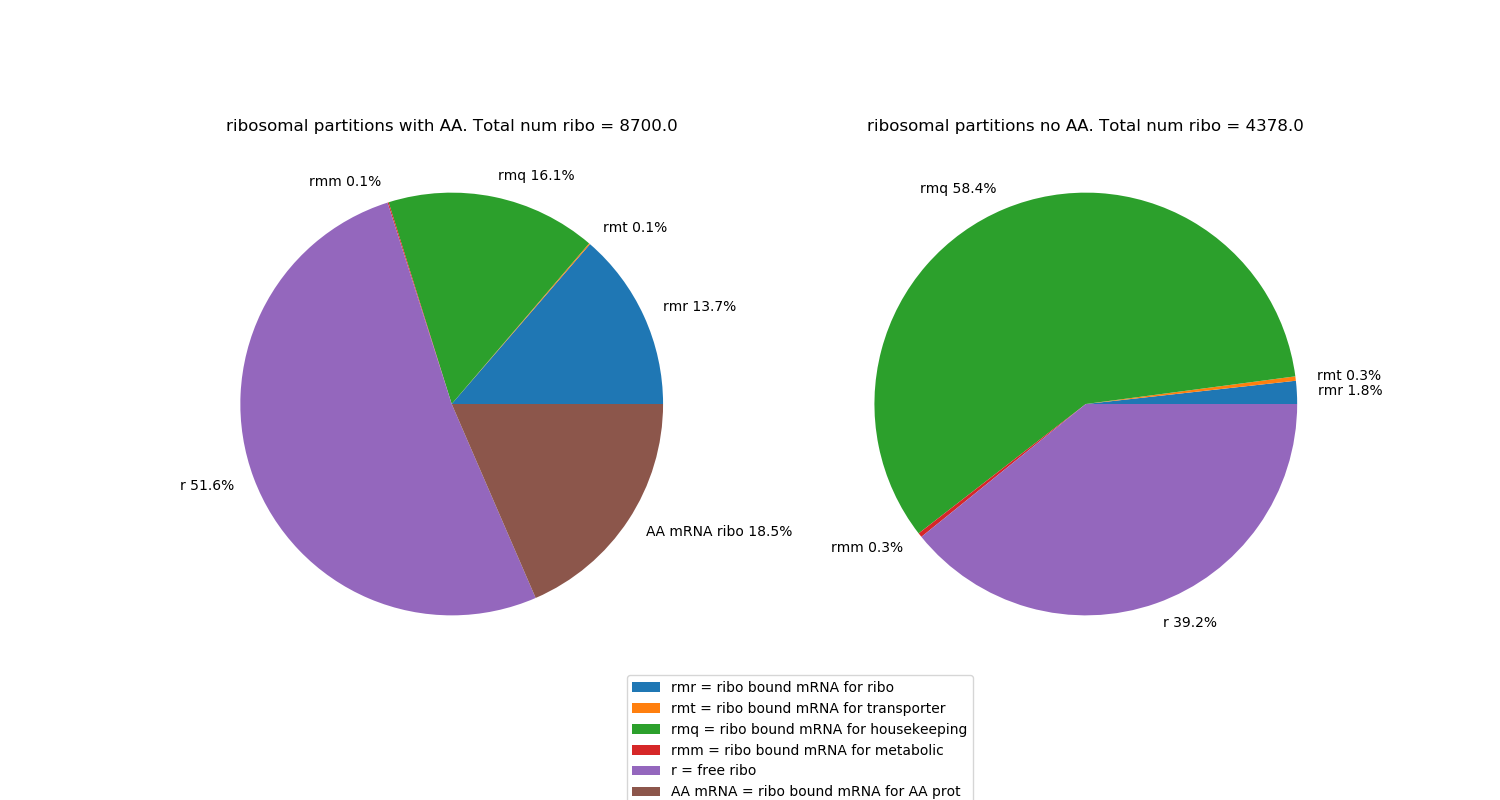 ribosomal partitions with AA. Total num ribo = 8700.0
rmm 0.1%
rmq 16.1%
rmt 0.1%
rmr 13.7%
r 51.6%
AA mRNA ribo 18.5%
ribosomal partitions no AA. Total num ribo = 4378.0
rmq 58.4%
rmt 0.3%
rmr 1.8%
rmm 0.3%
r 39.2%
rmr = ribo bound mRNA for ribo
rmt = ribo bound mRNA for transporter
rmq = ribo bound mRNA for housekeeping
rmm = ribo bound mRNA for metabolic
r = free ribo
AA mRNA = ribo bound mRNA for AA prot